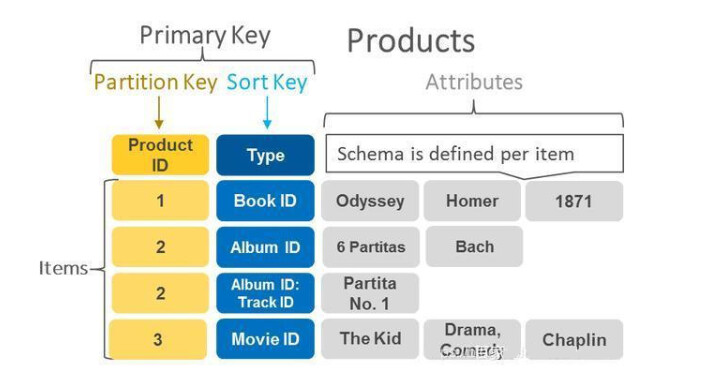 Primary Key
Products
Partition Key Sort Key
Attributes
Product
ID
Type
Schema is defined per item
1
Book ID
Odyssey
Homer
1871
2
Album ID
6 Partitas
Bach
Items
2
Album ID:
Track ID
Partita
No. 1
3
Movie ID
The Kid
Drama,
Comedy
Chaplin